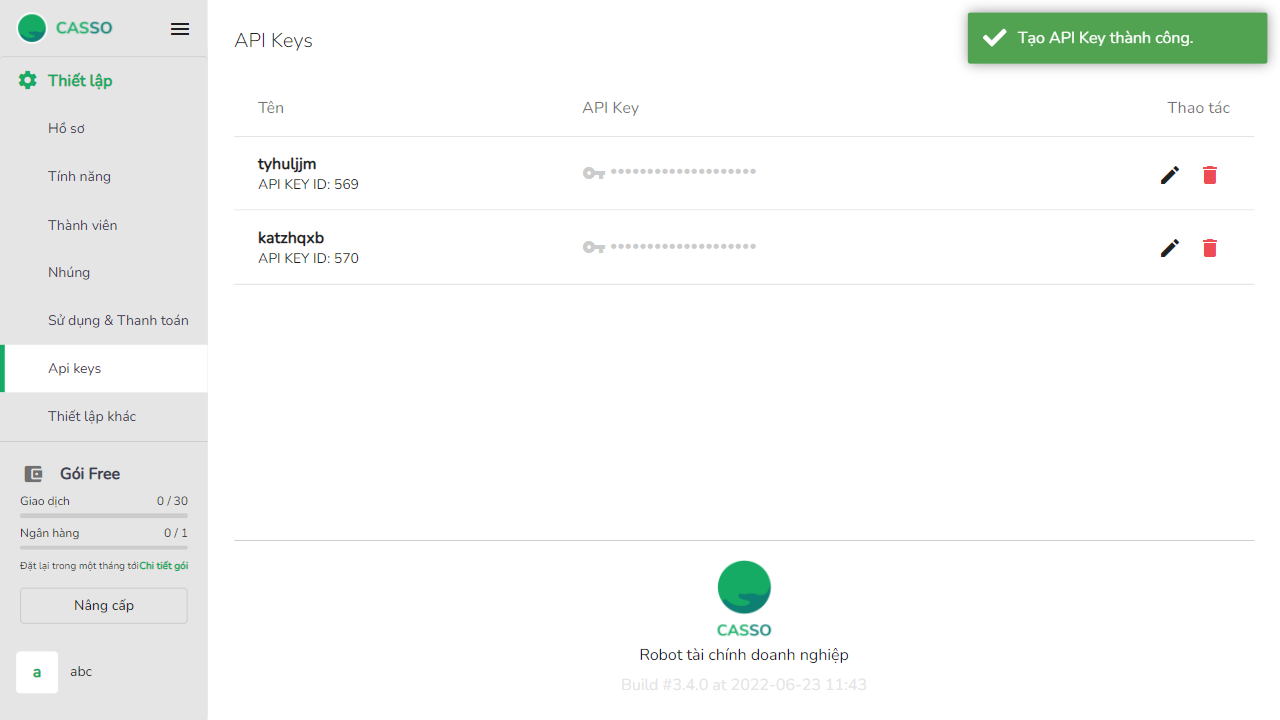 CASSO
Thiết lập
Hồ sơ
Tính năng
Thành viên
Nhúng
Sử dụng & Thanh toán
Api keys
Thiết lập khác
Gói Free
Giao dịch 0 / 30
Ngân hàng 0 / 1
Đặt lại trong một tháng tới Chi tiết gói
Nâng cấp
a abc
API Keys
Tạo API Key thành công.
Tên API Key Thao tác
tyhuljjm
API KEY ID: 569
••••••••••••••••••••
katzhqxb
API KEY ID: 570
••••••••••••••••••••
CASSO
Robot tài chính doanh nghiệp
Build #3.4.0 at 2022-06-23 11:43